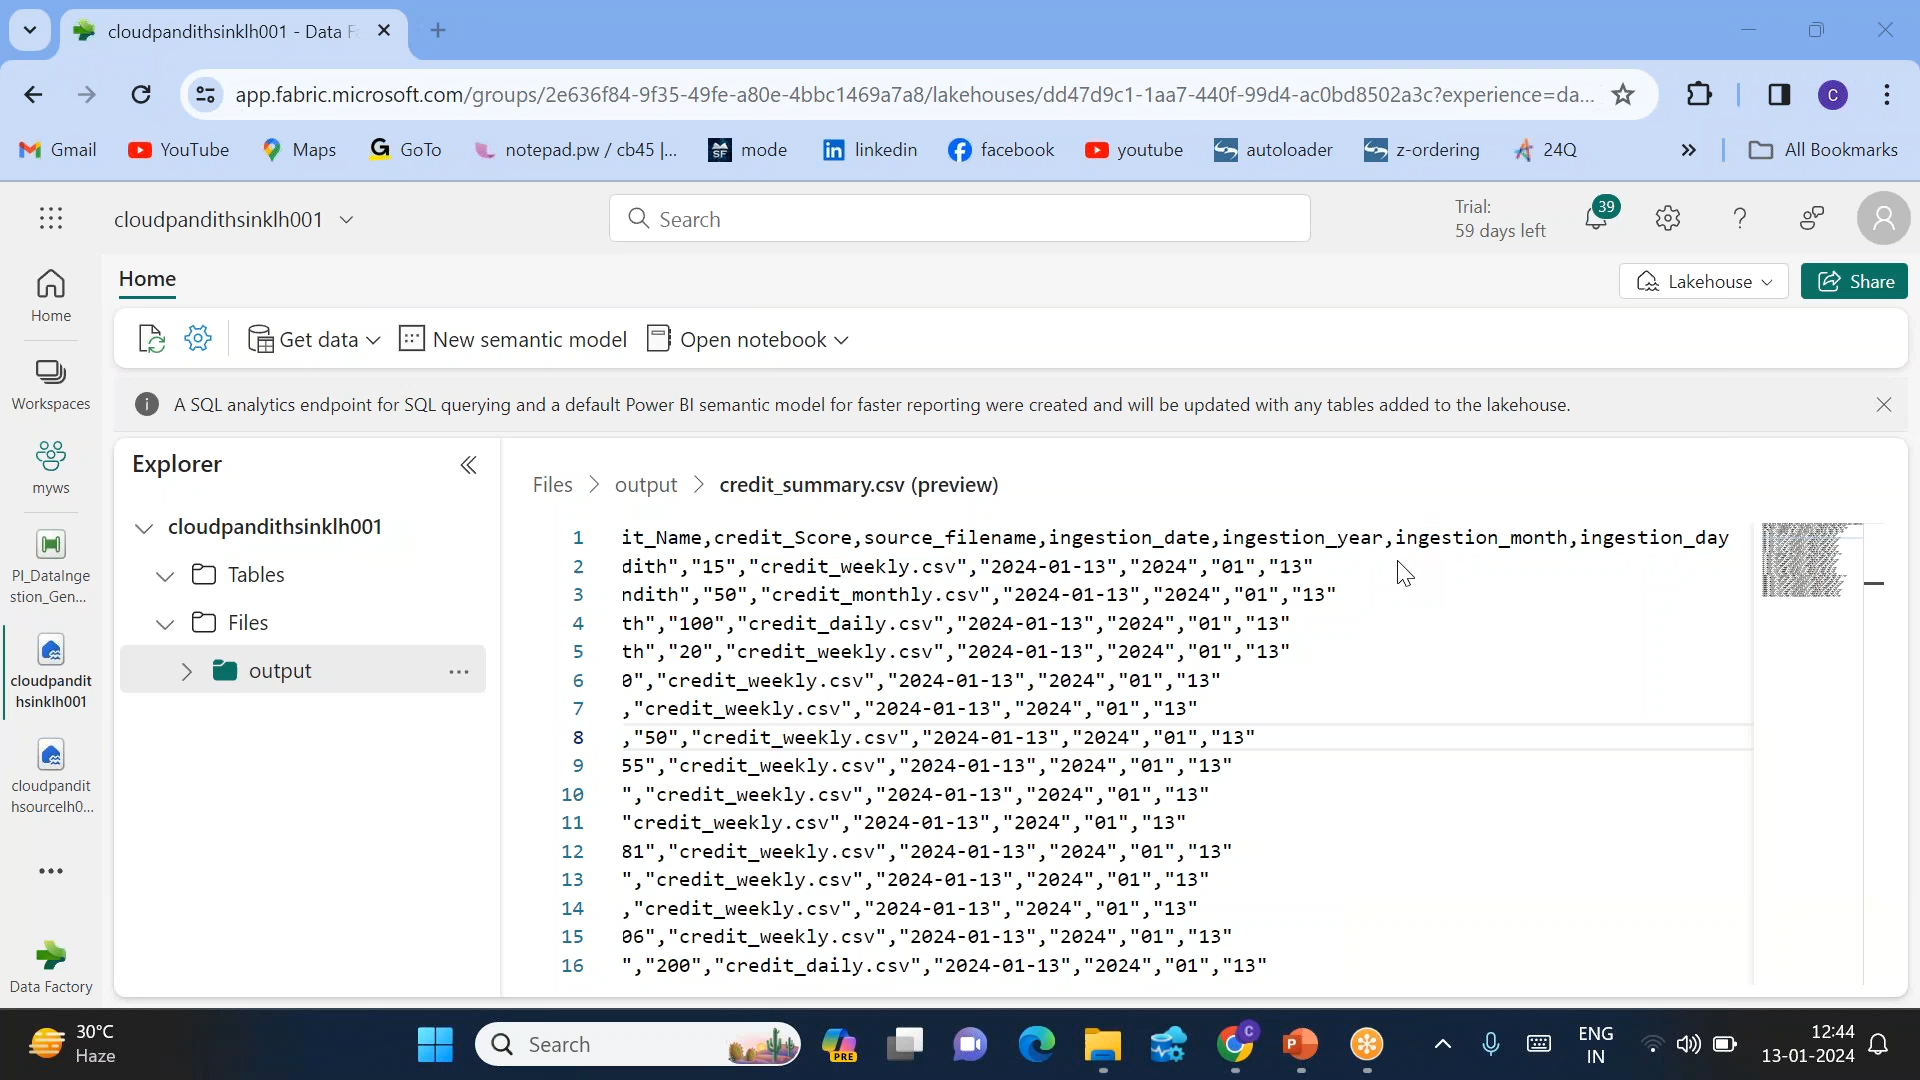 cloudpandithsinklh001 - Data F
app.fabric.microsoft.com/groups/2e636f84-9f35-49fe-a80e-4bbc1469a7a8/lakehouses/dd47d9c1-1aa7-440f-99d4-ac0bd8502a3c?experience=da...
C
Gmail
YouTube
Maps
GoTo
notepad.pw / cb45 |...
mode
linkedin
facebook
youtube
autoloader
z-ordering
24Q
All Bookmarks
cloudpandithsinklh001
Search
Trial:
59 days left
39
Home
Lakehouse
Share
Get data
New semantic model
Open notebook
A SQL analytics endpoint for SQL querying and a default Power BI semantic model for faster reporting were created and will be updated with any tables added to the lakehouse.
Home
Workspaces
myws
PI_DataInge
stion_Gen...
cloudpandit
hsinklh001
cloudpandit
hsourcelh0...
Data Factory
Explorer
cloudpandithsinklh001
Tables
Files
output
Files > output > credit_summary.csv (preview)
1 it_Name,credit_Score,source_filename,ingestion_date,ingestion_year,ingestion_month,ingestion_day
2 dith","15","credit_weekly.csv","2024-01-13","2024","01","13"
3 ndith","50","credit_monthly.csv","2024-01-13","2024","01","13"
4 th","100","credit_daily.csv","2024-01-13","2024","01","13"
5 th","20","credit_weekly.csv","2024-01-13","2024","01","13"
6 0","credit_weekly.csv","2024-01-13","2024","01","13"
7 ,"credit_weekly.csv","2024-01-13","2024","01","13"
8 ,"50","credit_weekly.csv","2024-01-13","2024","01","13"
9 55","credit_weekly.csv","2024-01-13","2024","01","13"
10 ","credit_weekly.csv","2024-01-13","2024","01","13"
11 "credit_weekly.csv","2024-01-13","2024","01","13"
12 81","credit_weekly.csv","2024-01-13","2024","01","13"
13 ","credit_weekly.csv","2024-01-13","2024","01","13"
14 ,"credit_weekly.csv","2024-01-13","2024","01","13"
15 06","credit_weekly.csv","2024-01-13","2024","01","13"
16 ","200","credit_daily.csv","2024-01-13","2024","01","13"
30°C
Haze
Search
PRE
C
ENG
IN
12:44
13-01-2024